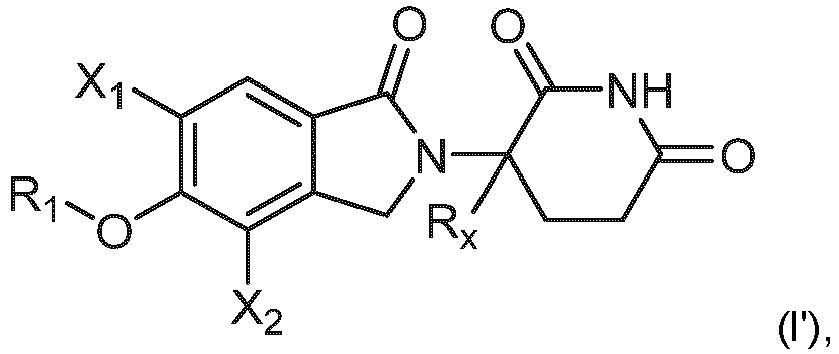 O O
X1 NH
N O
R1 O Rx
X2
(I'),